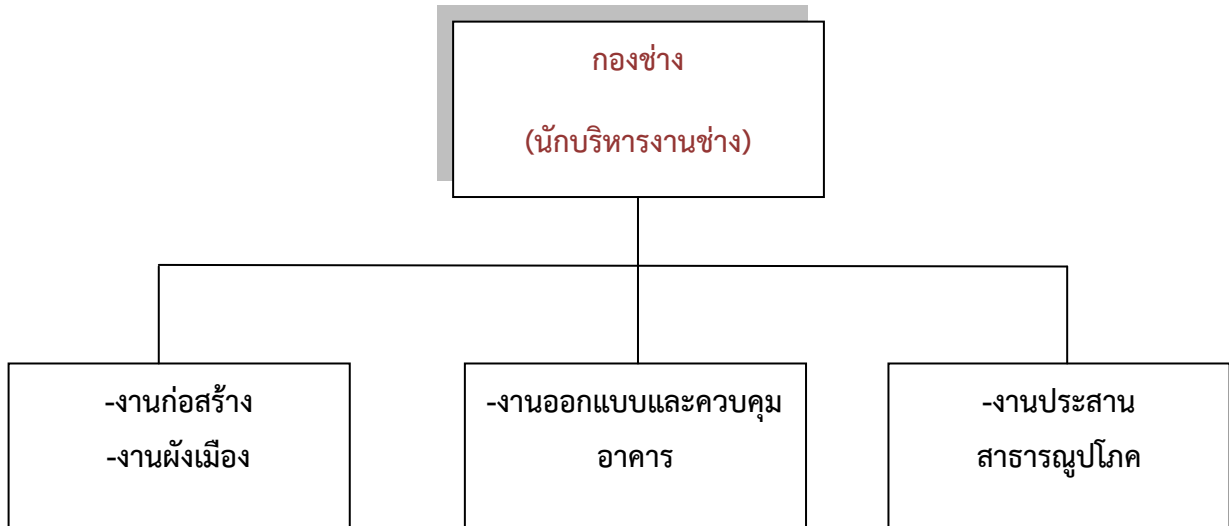 กองช่าง
(นักบริหารงานช่าง)
-งานก่อสร้าง
-งานผังเมือง
-งานออกแบบและควบคุม
อาคาร
-งานประสาน
สาธารณูปโภค